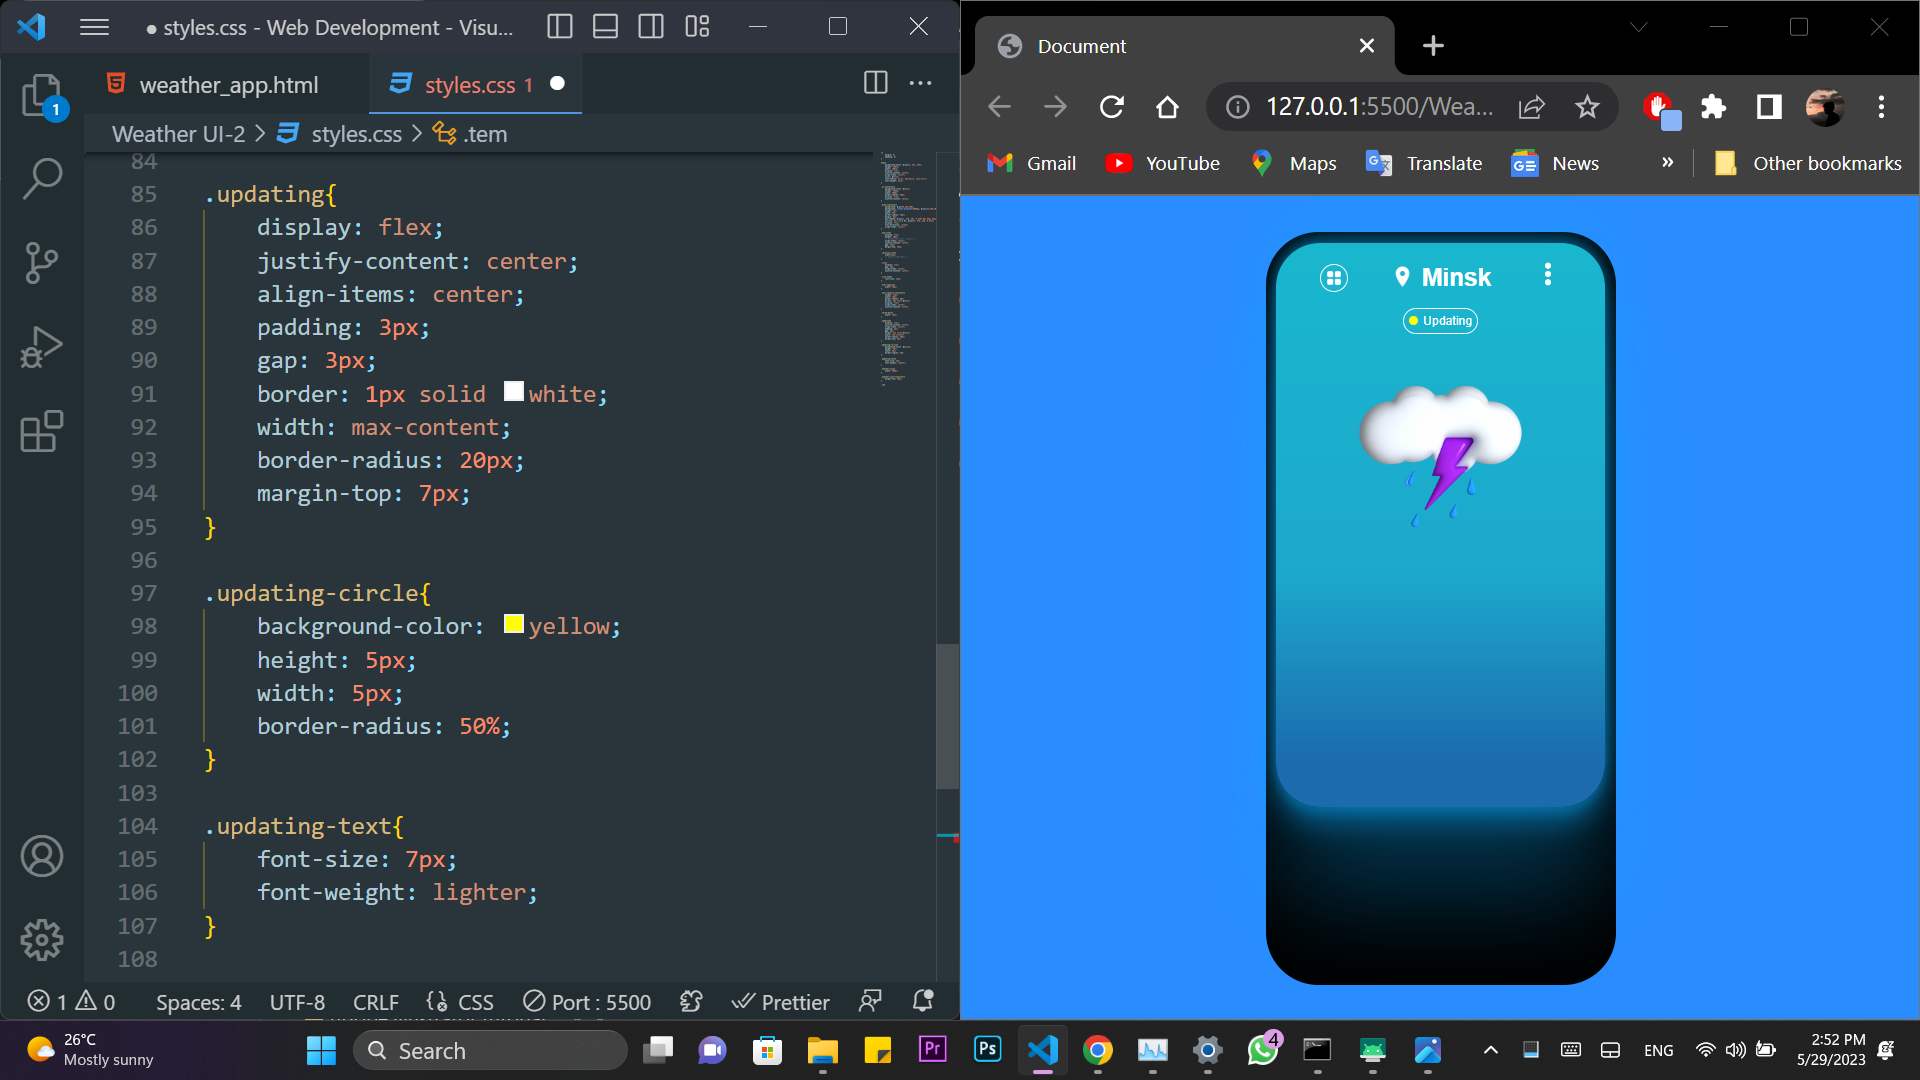 styles.css - Web Development - Visu...
weather_app.html
styles.css 1
Weather UI-2 > styles.css > .tem
84
85 .updating{
86 display: flex;
87 justify-content: center;
88 align-items: center;
89 padding: 3px;
90 gap: 3px;
91 border: 1px solid white;
92 width: max-content;
93 border-radius: 20px;
94 margin-top: 7px;
95 }
96
97 .updating-circle{
98 background-color: yellow;
99 height: 5px;
100 width: 5px;
101 border-radius: 50%;
102 }
103
104 .updating-text{
105 font-size: 7px;
106 font-weight: lighter;
107 }
108
1
1 0 Spaces: 4 UTF-8 CRLF CSS Port : 5500 Prettier
Document
127.0.0.1:5500/Wea...
Gmail YouTube Maps Translate News » Other bookmarks
Minsk
Updating
26°C
Mostly sunny
Search
Pr
Ps
4
ENG
2:52 PM
5/29/2023